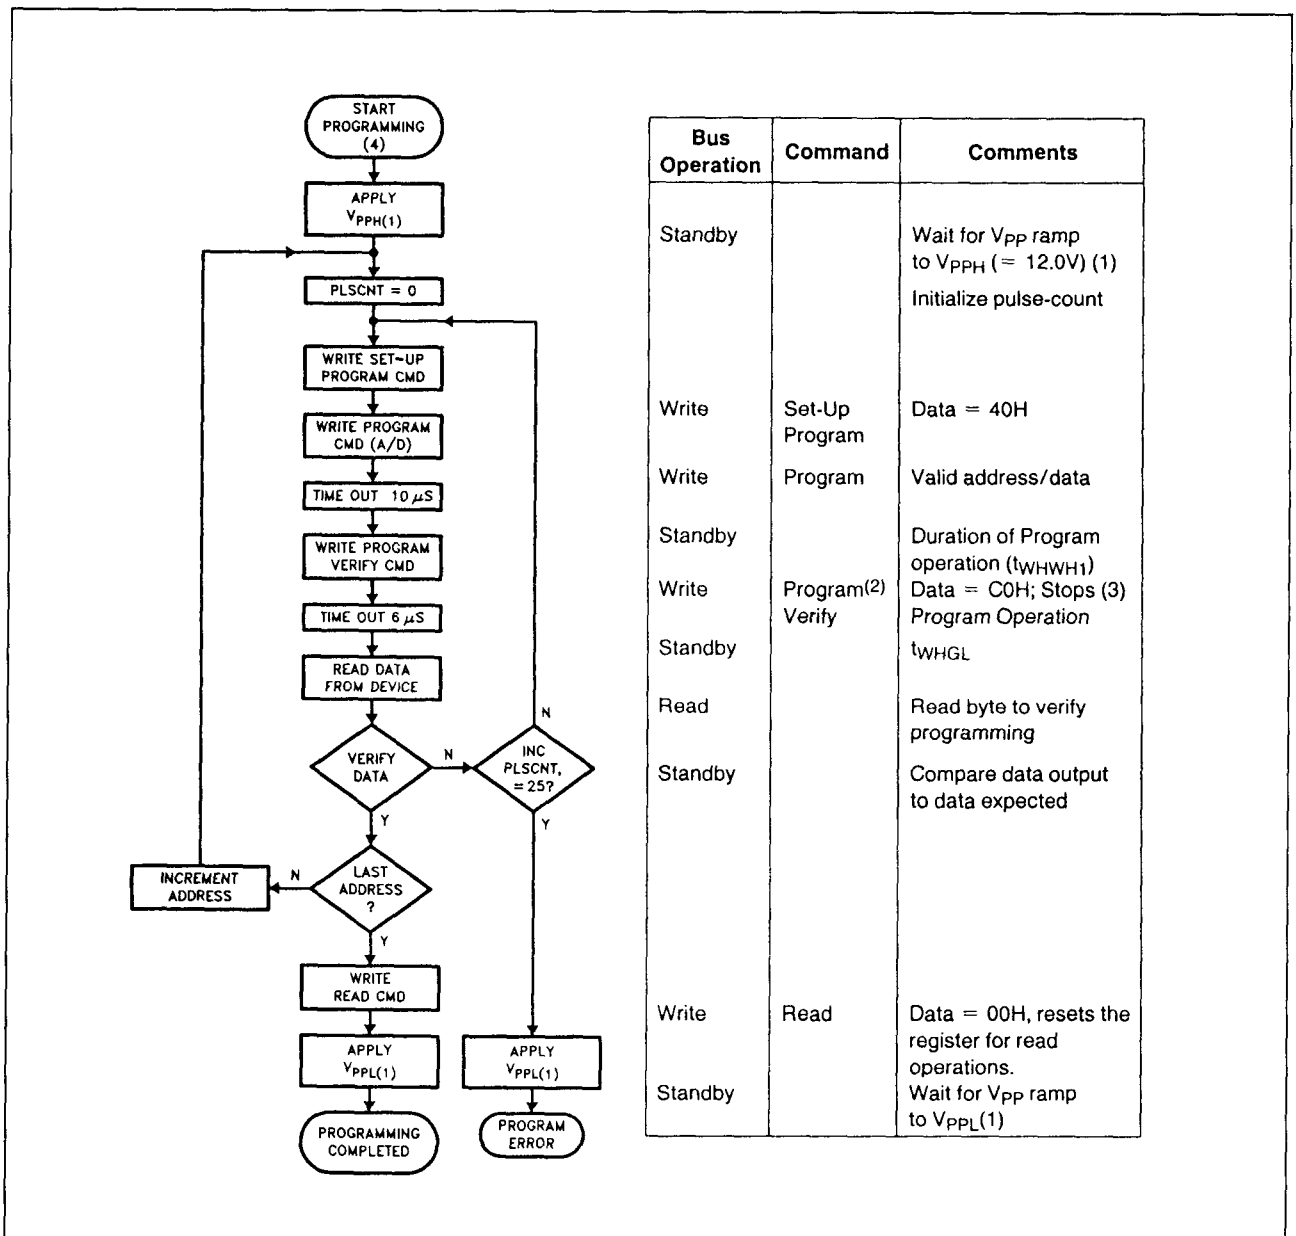 START
PROGRAMMING
(4)
APPLY
VPPH(1)
PLSCNT = 0
WRITE SET-UP
PROGRAM CMD
WRITE PROGRAM
CMD (A/D)
TIME OUT 10 µS
WRITE PROGRAM
VERIFY CMD
TIME OUT 6 µS
READ DATA
FROM DEVICE
VERIFY
DATA
N
Y
INC
PLSCNT,
=25?
N
Y
LAST
ADDRESS
?
N
Y
INCREMENT
ADDRESS
WRITE
READ CMD
APPLY
VPPL(1)
PROGRAMMING
COMPLETED
APPLY
VPPL(1)
PROGRAM
ERROR
Bus
Operation
Command
Comments
Standby
Wait for VPP ramp
to VPPH (= 12.0V) (1)
Initialize pulse-count
Write
Set-Up
Program
Data = 40H
Write
Program
Valid address/data
Standby
Duration of Program
operation (tWHWH1)
Write
Program(2)
Verify
Data = C0H; Stops (3)
Program Operation
Standby
tWHGL
Read
Read byte to verify
programming
Standby
Compare data output
to data expected
Write
Read
Data = 00H, resets the
register for read
operations.
Standby
Wait for VPP ramp
to VPPL(1)